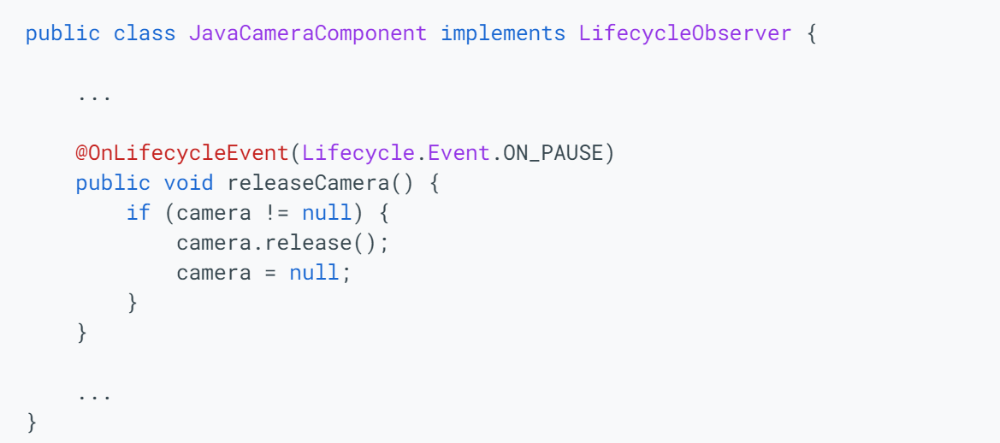 public class JavaCameraComponent implements LifecycleObserver {
...
@OnLifecycleEvent(Lifecycle.Event.ON_PAUSE)
public void releaseCamera() {
if (camera != null) {
camera.release();
camera = null;
}
}
...
}